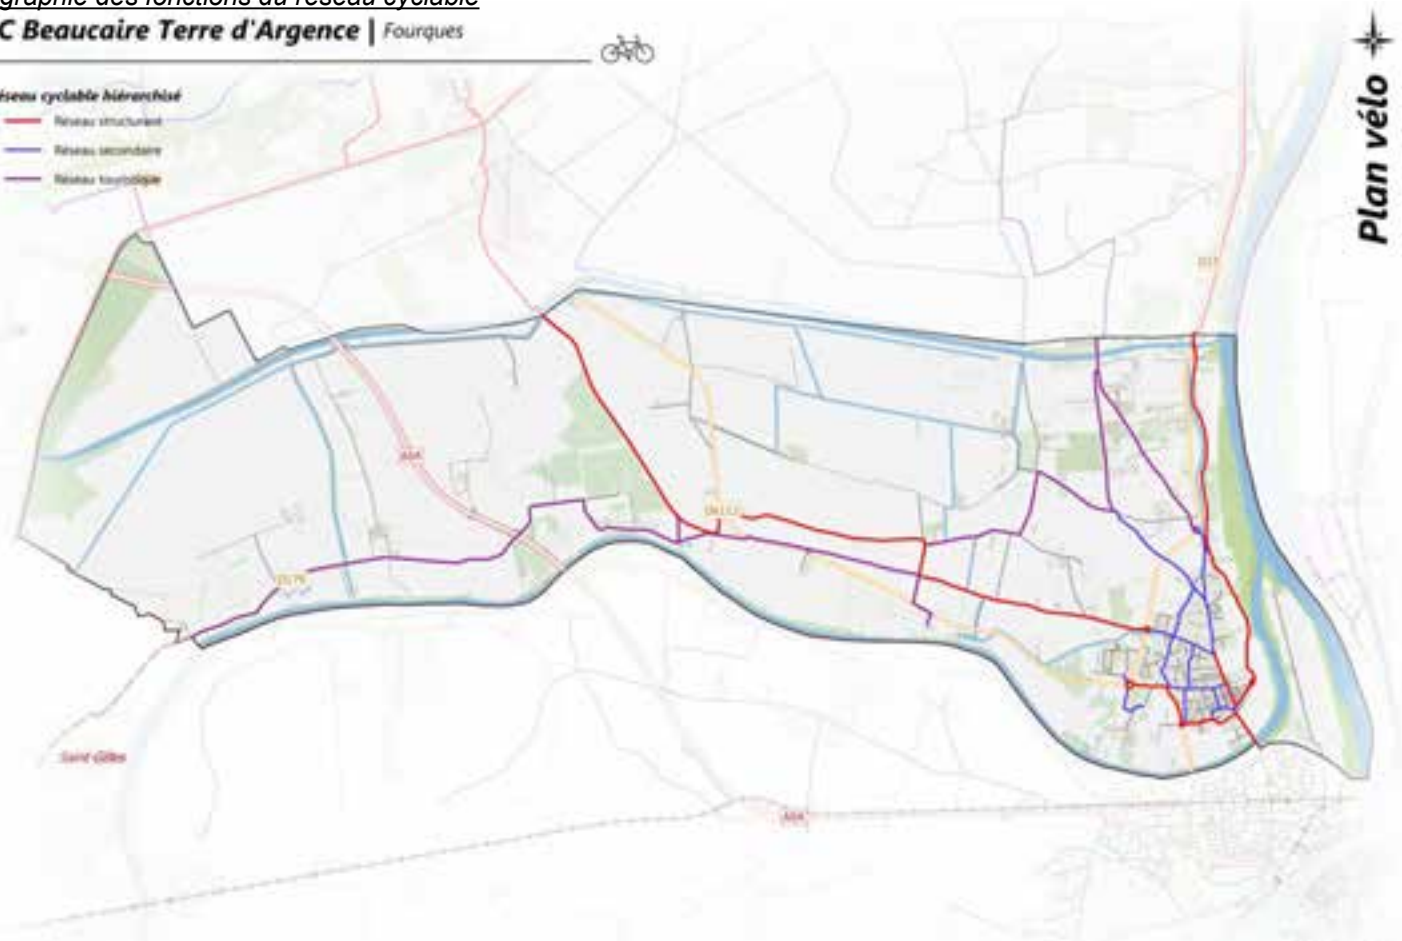 graphie des fonctions du réseau cyclable
C Beaucaire Terre d'Argence | Fourques
Plan vélo
éseau cyclable hiérarchisé
Réseau structurant
Réseau secondaire
Réseau touristique
A54
Saint-Gilles
A54